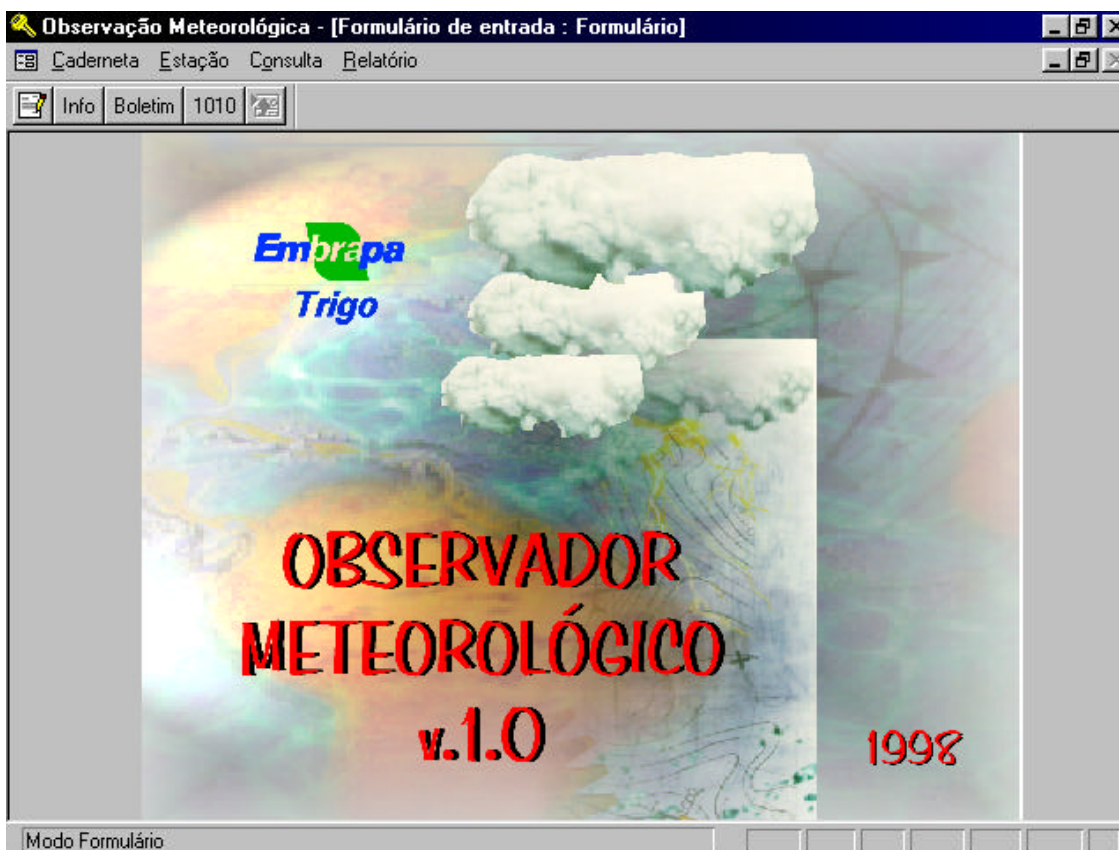 Observação Meteorológica - [Formulário de entrada : Formulário]
Caderneta Estação Consulta Relatório
Info Boletim 1010
Embrapa
Trigo
OBSERVADOR
METEOROLÓGICO
v.1.0
1998
Modo Formulário